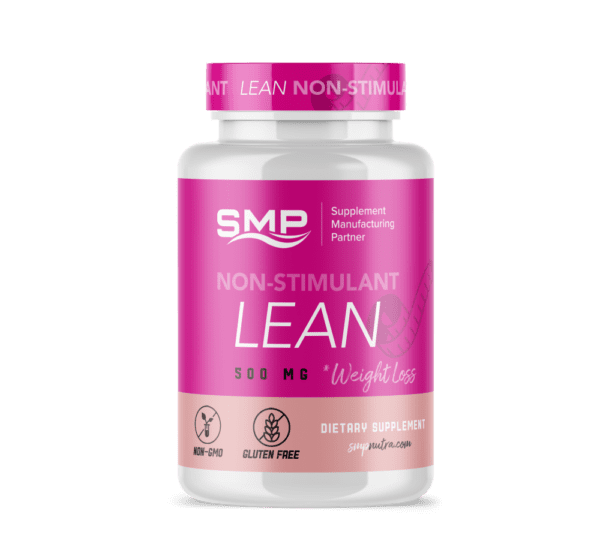 ANT LEAN NON-STIMULA
SMP
Supplement
Manufacturing
Partner
NON-STIMULANT
LEAN
500 MG *Weight Loss
NON-GMO
GLUTEN FREE
DIETARY SUPPLEMENT
smpnutra.com